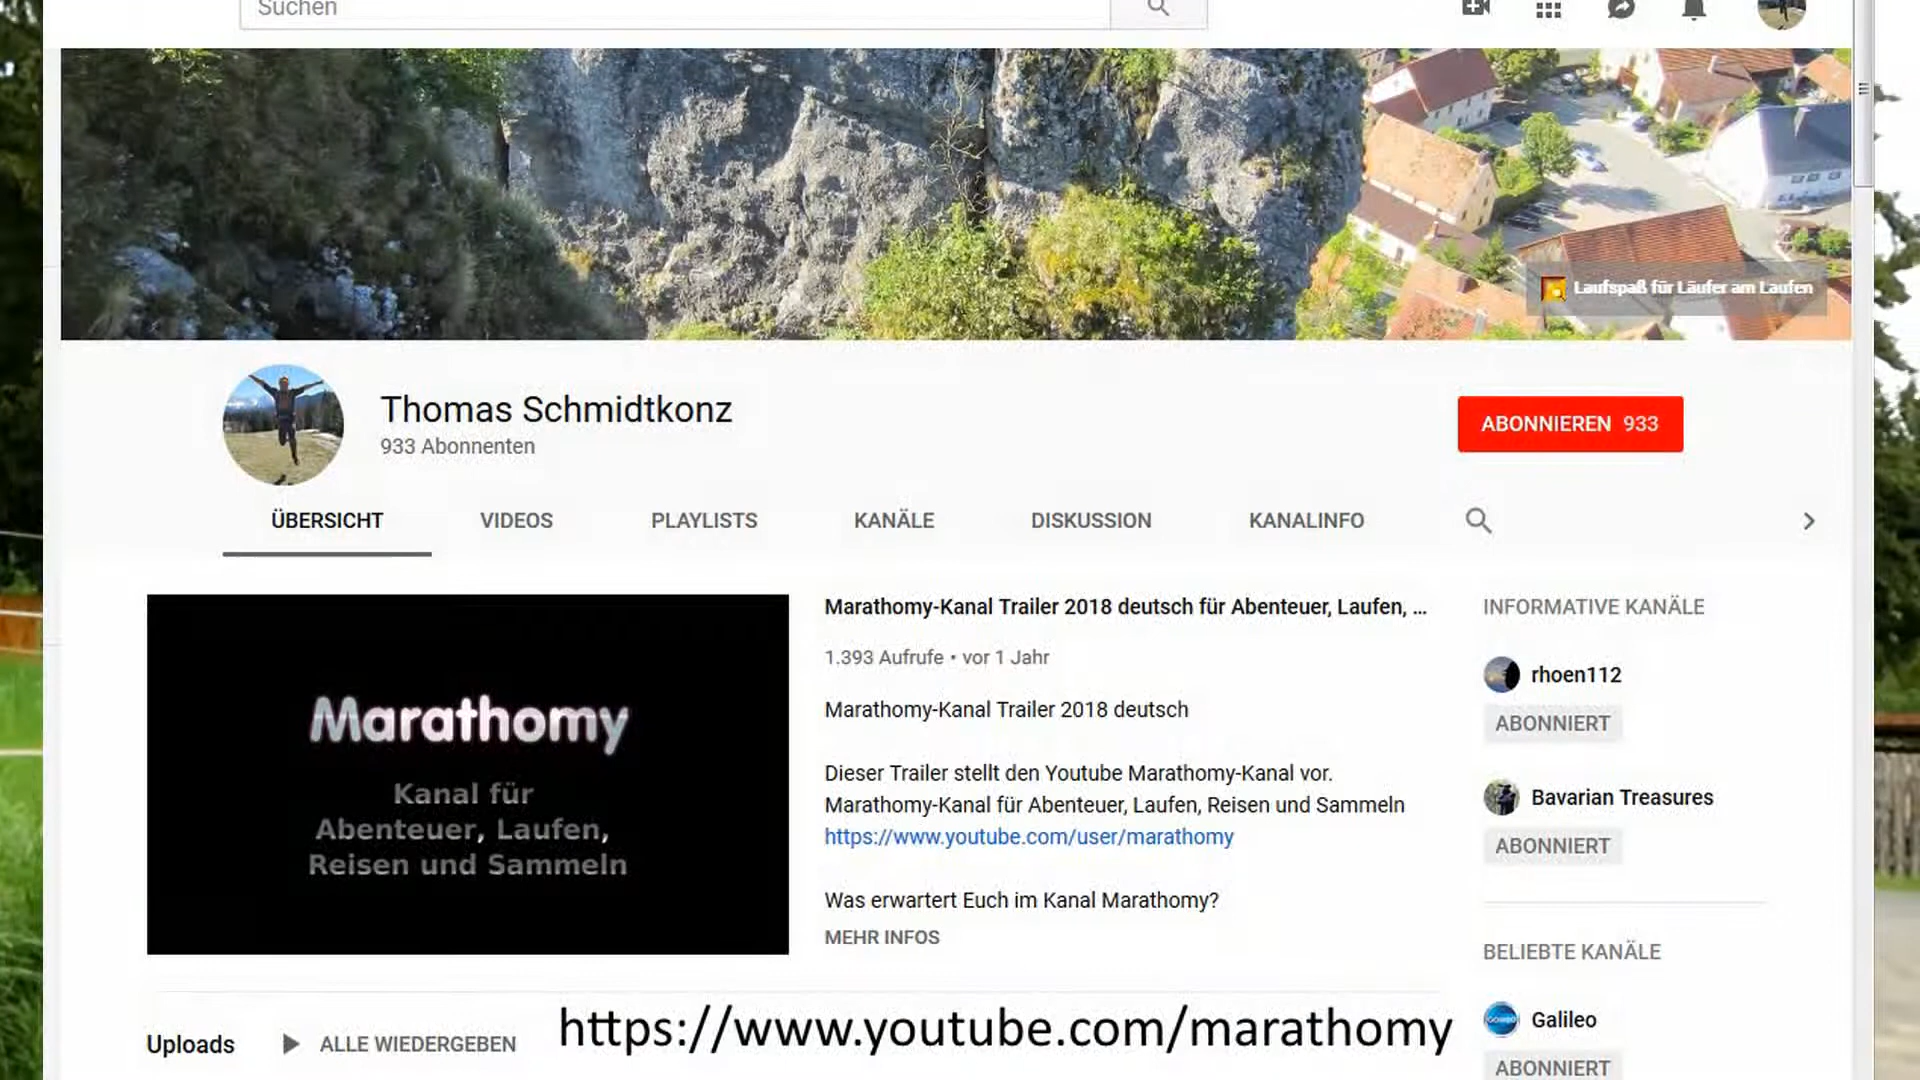 Suchen
Laufspaß für Läufer am Laufen
Thomas Schmidtkonz
933 Abonnenten
ABONNIEREN 933
ÜBERSICHT
VIDEOS
PLAYLISTS
KANÄLE
DISKUSSION
KANALINFO
Marathomy
Kanal für
Abenteuer, Laufen,
Reisen und Sammeln
Marathomy-Kanal Trailer 2018 deutsch für Abenteuer, Laufen, ...
1.393 Aufrufe • vor 1 Jahr
Marathomy-Kanal Trailer 2018 deutsch
Dieser Trailer stellt den Youtube Marathomy-Kanal vor.
Marathomy-Kanal für Abenteuer, Laufen, Reisen und Sammeln
https://www.youtube.com/user/marathomy
Was erwartet Euch im Kanal Marathomy?
MEHR INFOS
INFORMATIVE KANÄLE
rhoen112
ABONNIERT
Bavarian Treasures
ABONNIERT
BELIEBTE KANÄLE
Galileo
ABONNIERT
Uploads
ALLE WIEDERGEBEN
https://www.youtube.com/marathomy